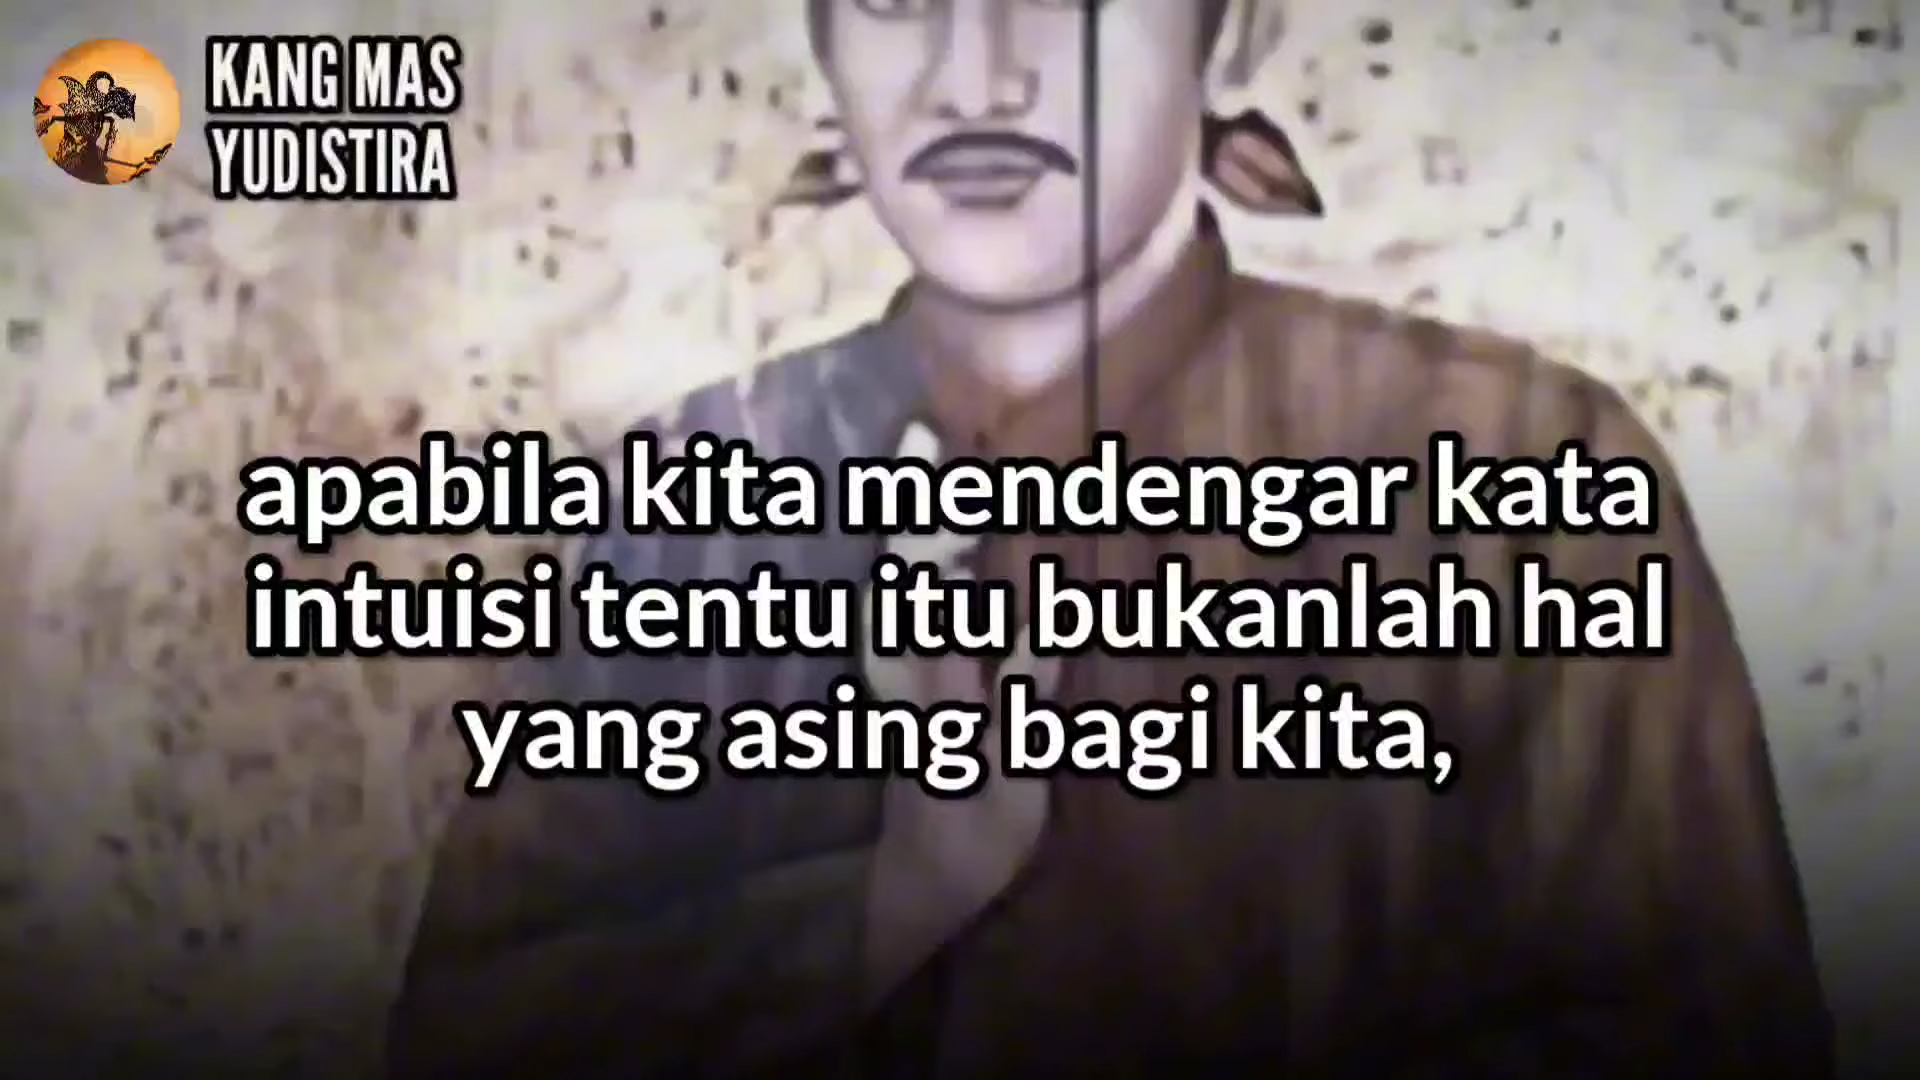 KANG MAS
YUDISTIRA
apabila kita mendengar kata
intuisi tentu itu bukanlah hal
yang asing bagi kita,